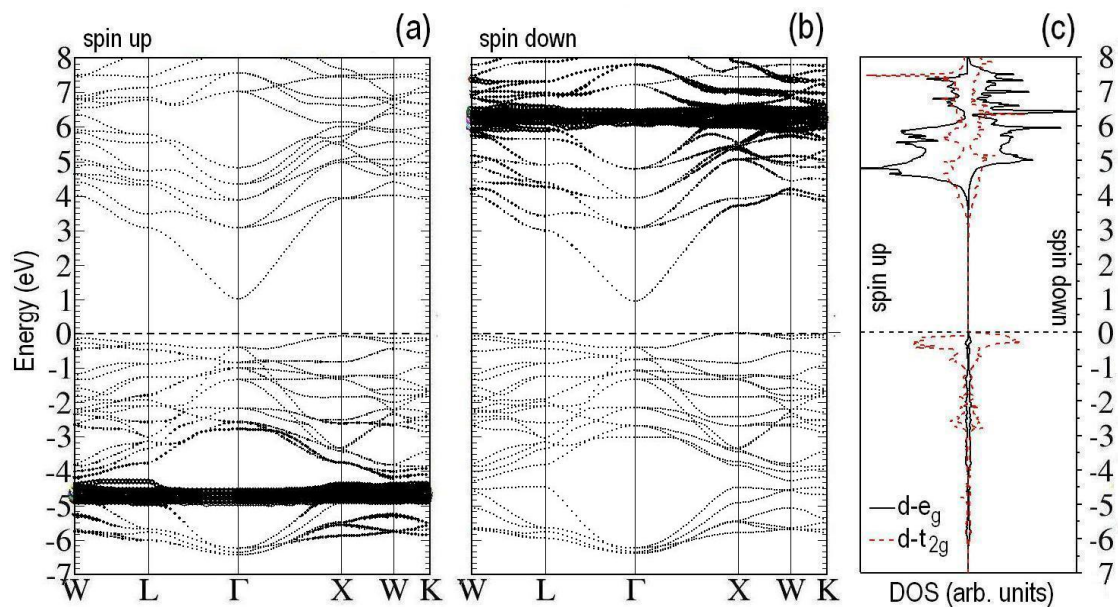 spin up (a) spin down (b) (c)
8 8
7 7
6 6
5 5
4 4
3 3
2 2
1 1
0 0
-1 -1
-2 -2
-3 -3
-4 -4
-5 -5
-6 -6
-7 7
Energy (eV)
spin up
spin down
d-eg
d-t2g
W L Γ X W K W L Γ X W K DOS (arb. units)